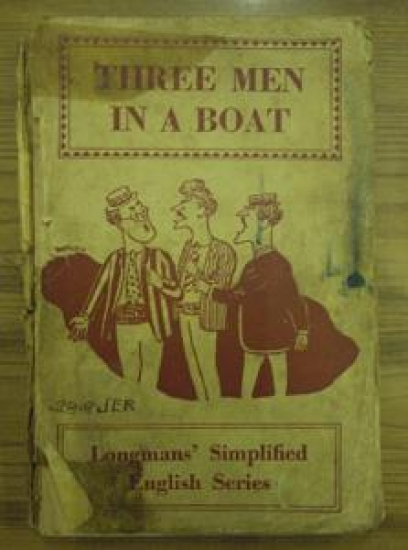 THREE MEN
IN A BOAT
Longmans' Simplified
English Series